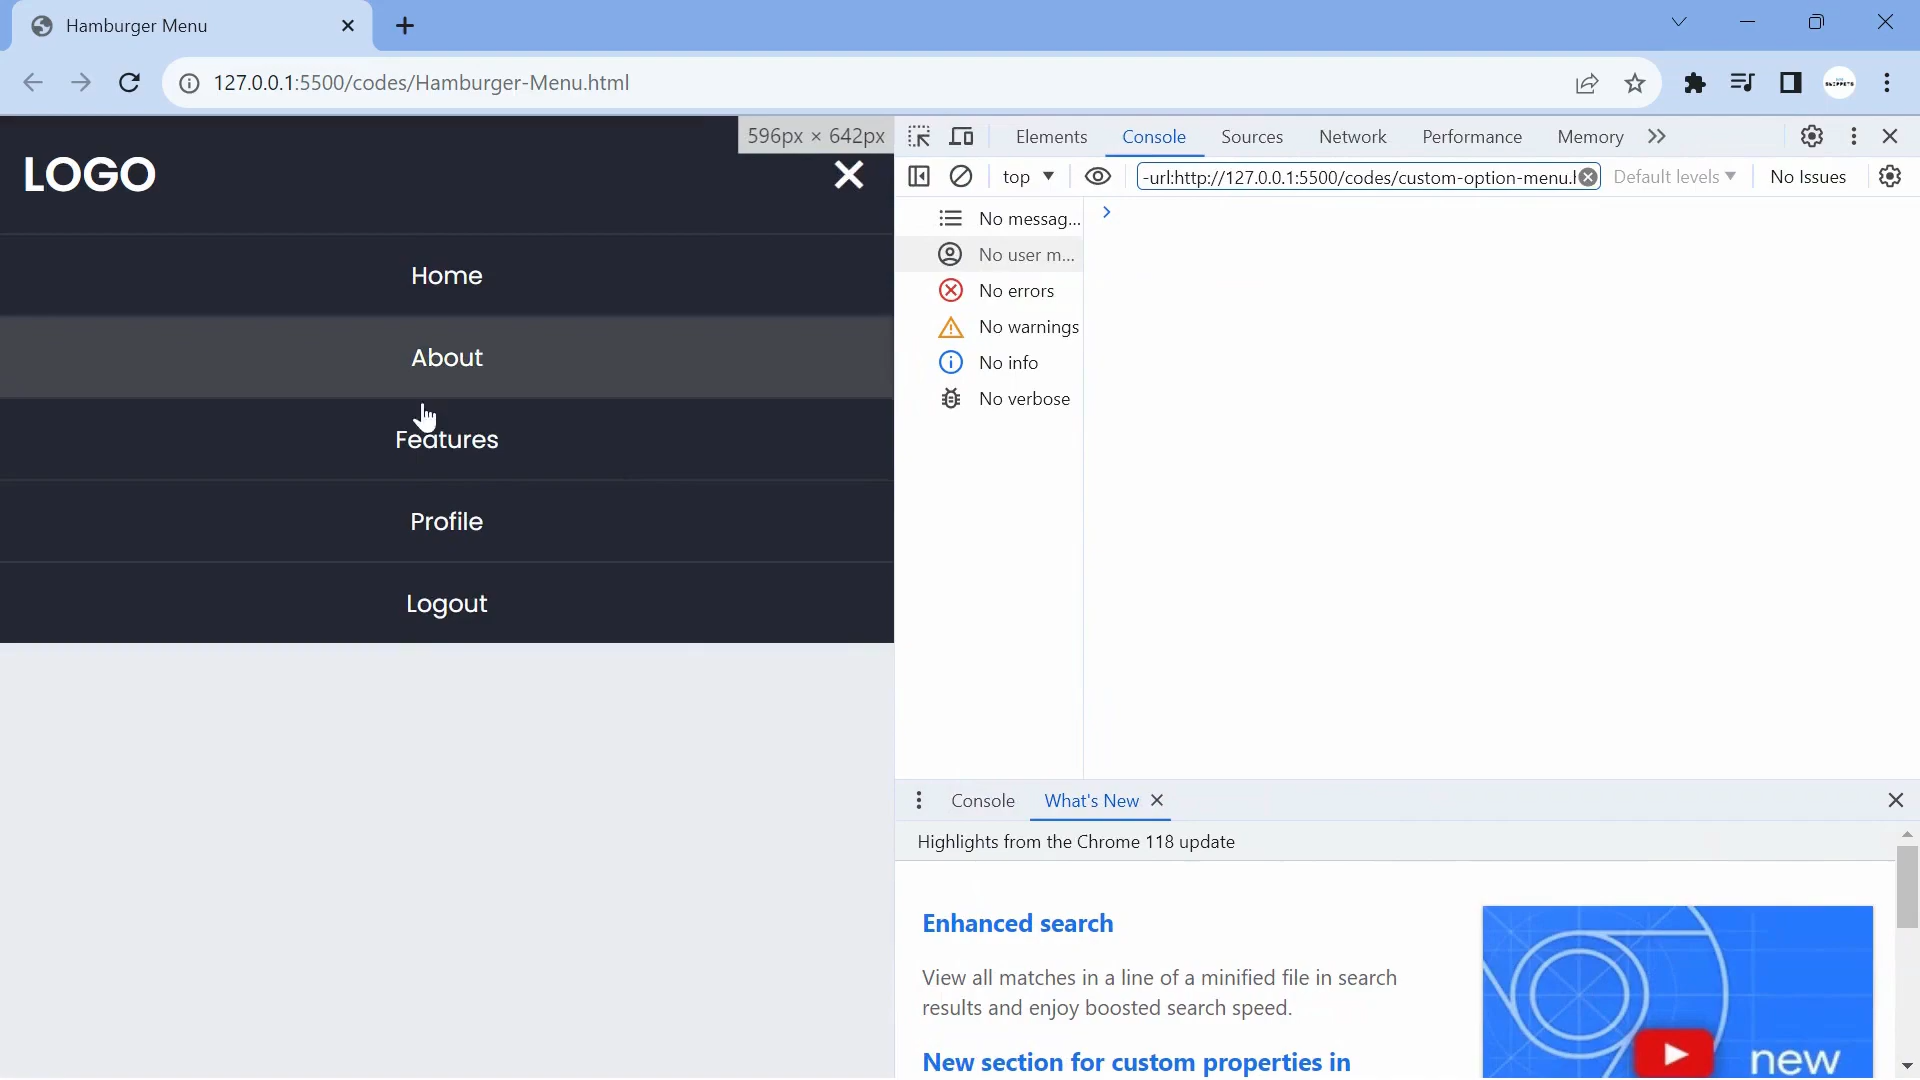 Hamburger Menu
127.0.0.1:5500/codes/Hamburger-Menu.html
596px × 642px
LOGO
Home
About
Features
Profile
Logout
Elements Console Sources Network Performance Memory
top -url:http://127.0.0.1:5500/codes/custom-option-menu. Default levels No Issues
No messag...
No user m...
No errors
No warnings
No info
No verbose
Console What's New
Highlights from the Chrome 118 update
Enhanced search
View all matches in a line of a minified file in search
results and enjoy boosted search speed.
New section for custom properties in
new